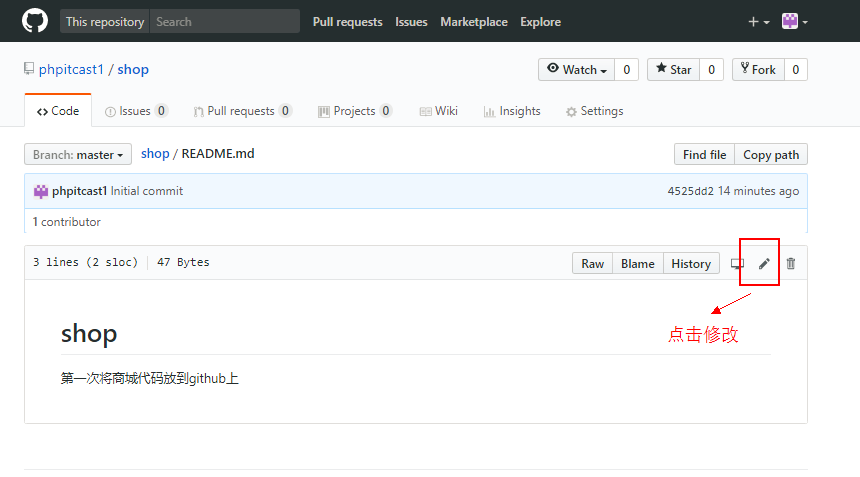 This repository Search Pull requests Issues Marketplace Explore
phpitcast1 / shop Watch 0 Star 0 Fork 0
Code Issues 0 Pull requests 0 Projects 0 Wiki Insights Settings
Branch: master shop / README.md Find file Copy path
phpitcast1 Initial commit 4525dd2 14 minutes ago
1 contributor
3 lines (2 sloc) 47 Bytes Raw Blame History
点击修改
shop
第一次将商城代码放到github上